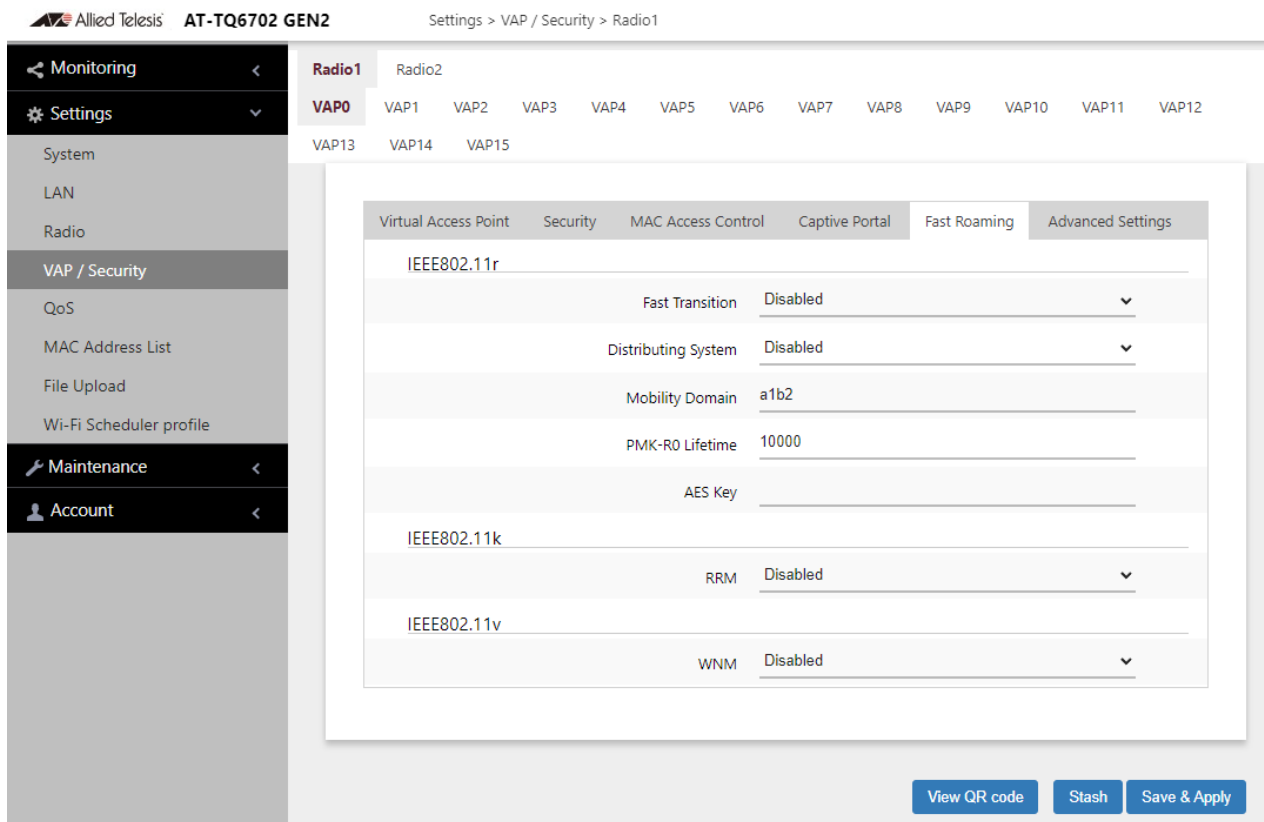 Allied Telesis AT-TQ6702 GEN2 Settings > VAP / Security > Radio1
Monitoring
Settings
System
LAN
Radio
VAP / Security
QoS
MAC Address List
File Upload
Wi-Fi Scheduler profile
Maintenance
Account
Radio1 Radio2
VAP0 VAP1 VAP2 VAP3 VAP4 VAP5 VAP6 VAP7 VAP8 VAP9 VAP10 VAP11 VAP12
VAP13 VAP14 VAP15
Virtual Access Point Security MAC Access Control Captive Portal Fast Roaming Advanced Settings
IEEE802.11r
Fast Transition Disabled
Distributing System Disabled
Mobility Domain a1b2
PMK-R0 Lifetime 10000
AES Key
IEEE802.11k
RRM Disabled
IEEE802.11v
WNM Disabled
View QR code Stash Save & Apply